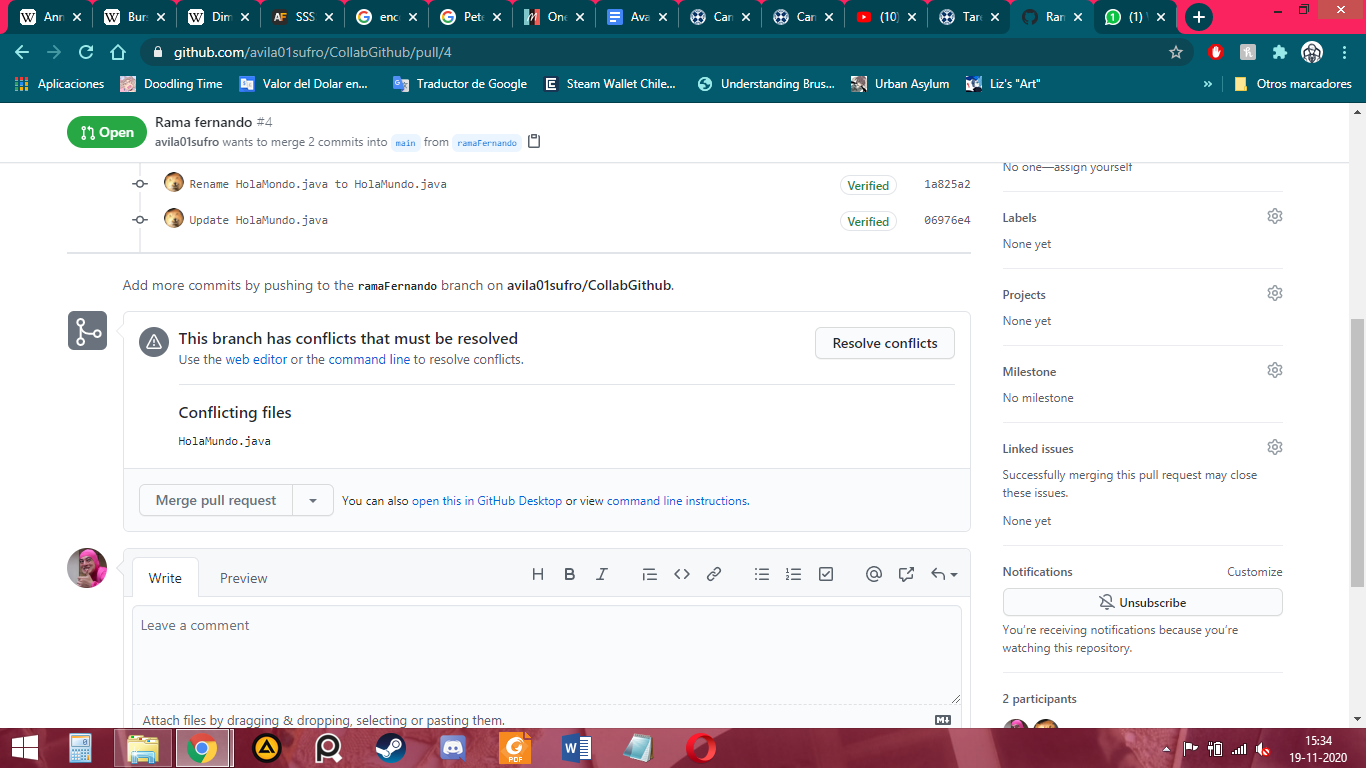 Ann
Burs
Dim
SSS
enc
Pete
One
Ava
Can
Can
(10)
Tare
Ran
(1)
github.com/avila01sufro/CollabGithub/pull/4
Aplicaciones
Doodling Time
Valor del Dolar en...
Traductor de Google
Steam Wallet Chile...
Understanding Brus...
Urban Asylum
Liz's "Art"
»
Otros marcadores
Open
Rama fernando #4
avila01sufro wants to merge 2 commits into main from ramaFernando
Rename HolaMondo.java to HolaMundo.java
Verified
1a825a2
Update HolaMundo.java
Verified
06976e4
Add more commits by pushing to the ramaFernando branch on avila01sufro/CollabGithub.
This branch has conflicts that must be resolved
Use the web editor or the command line to resolve conflicts.
Resolve conflicts
Conflicting files
HolaMundo.java
Merge pull request
You can also open this in GitHub Desktop or view command line instructions.
Write
Preview
Leave a comment
Attach files by dragging & dropping, selecting or pasting them.
No one—assign yourself
Labels
None yet
Projects
None yet
Milestone
No milestone
Linked issues
Successfully merging this pull request may close
these issues.
None yet
Notifications
Customize
Unsubscribe
You're receiving notifications because you're
watching this repository.
2 participants
15:34
19-11-2020